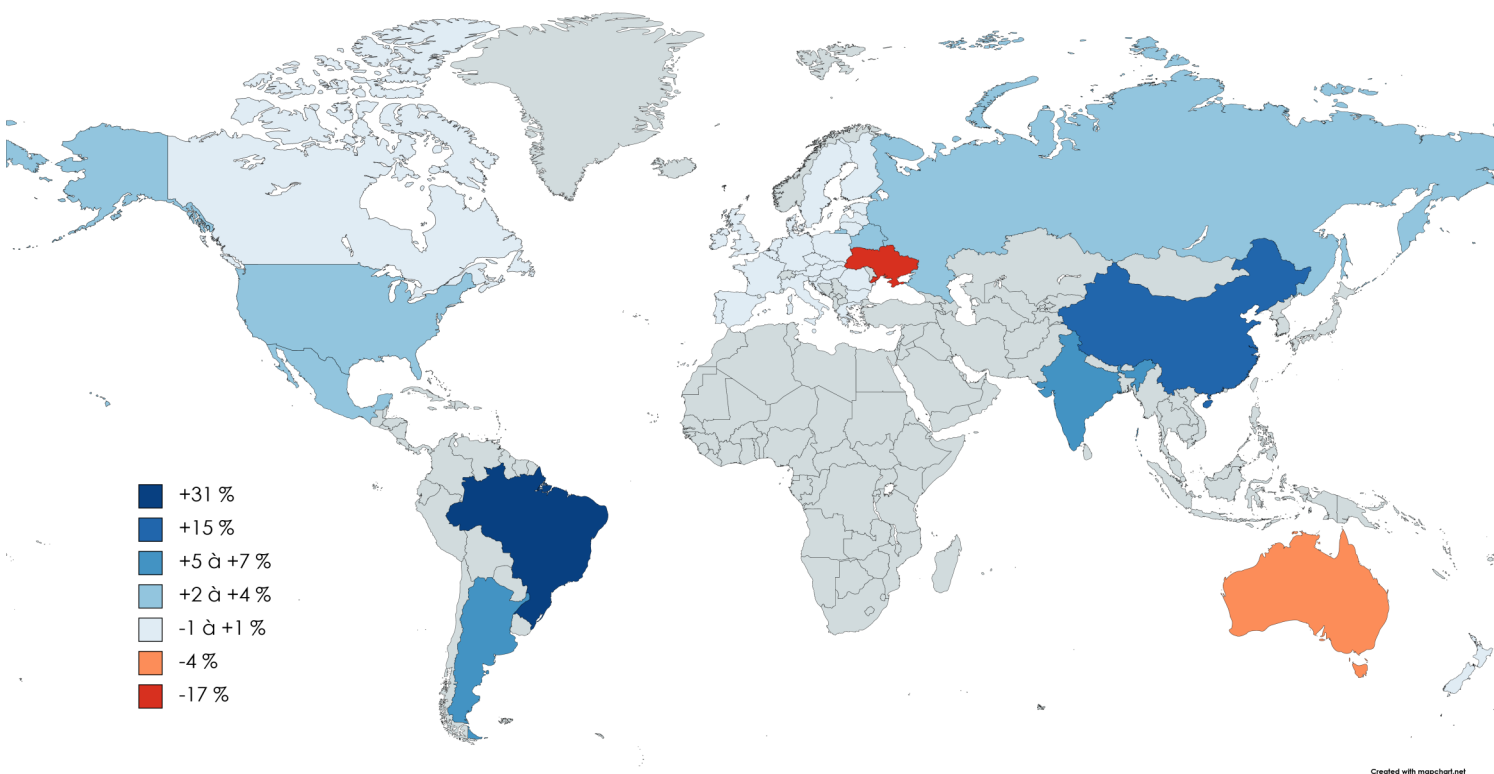 +31 %
+15 %
+5 à +7 %
+2 à +4 %
-1 à +1 %
-4 %
-17 %
Created with mapchart.net